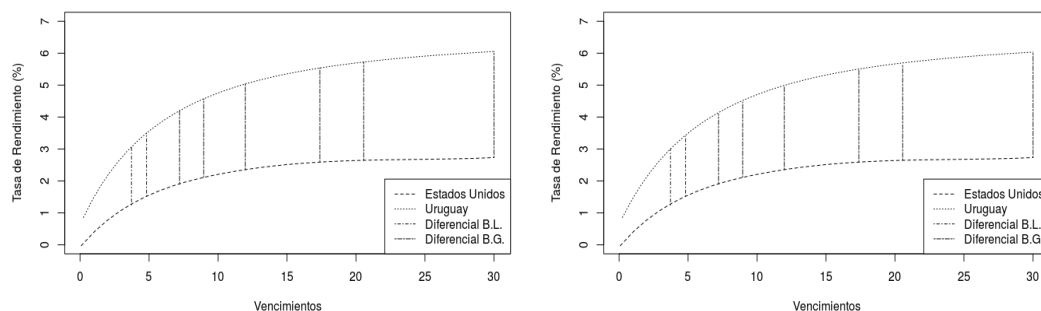 Tasa de Rendimiento (%)
7
6
5
4
3
2
1
0
Estados Unidos
Uruguay
Diferencial B.L.
Diferencial B.G.
0 5 10 15 20 25 30
Vencimientos
Tasa de Rendimiento (%)
7
6
5
4
3
2
1
0
Estados Unidos
Uruguay
Diferencial B.L.
Diferencial B.G
0 5 10 15 20 25 30
Vencimientos